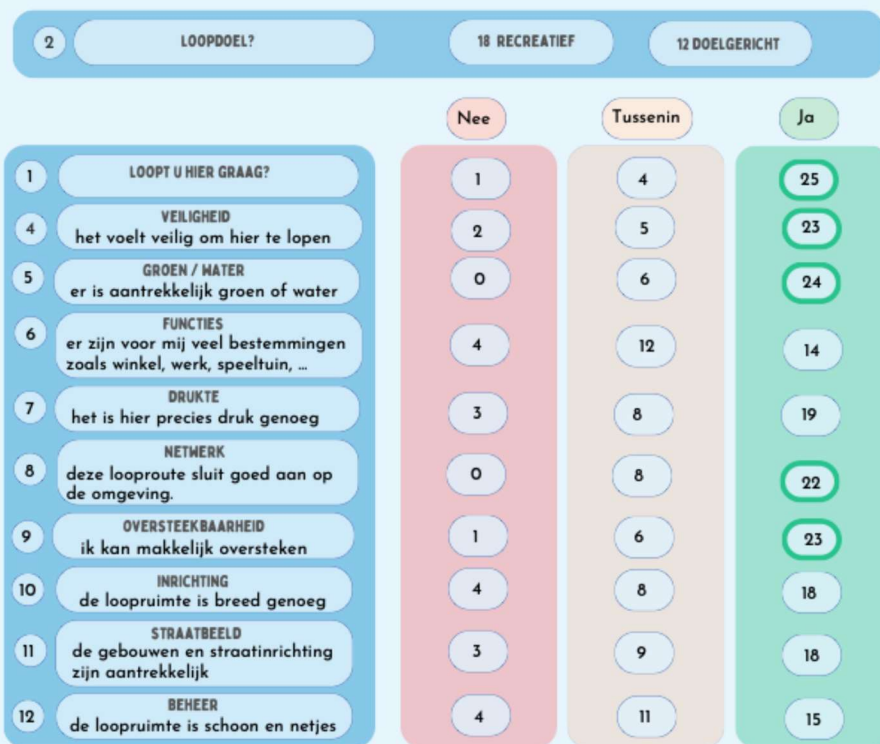 2 LOOPDOEL? 18 RECREATIEF 12 DOELGERICHT
Nee Tussenin Ja
1 LOOPT U HIER GRAAG? 1 4 25
4 VEILIGHEID
het voelt veilig om hier te lopen 2 5 23
5 GROEN / WATER
er is aantrekkelijk groen of water 0 6 24
6 FUNCTIES
er zijn voor mij veel bestemmingen
zoals winkel, werk, speeltuin, ... 4 12 14
7 DRUKTE
het is hier precies druk genoeg 3 8 19
8 NETWERK
deze looproute sluit goed aan op
de omgeving. 0 8 22
9 OVERSTEEKBAARHEID
ik kan makkelijk oversteken 1 6 23
10 INRICHTING
de loopruimte is breed genoeg 4 8 18
11 STRAATBEELD
de gebouwen en straatinrichting
zijn aantrekkelijk 3 9 18
12 BEHEER
de loopruimte is schoon en netjes 4 11 15